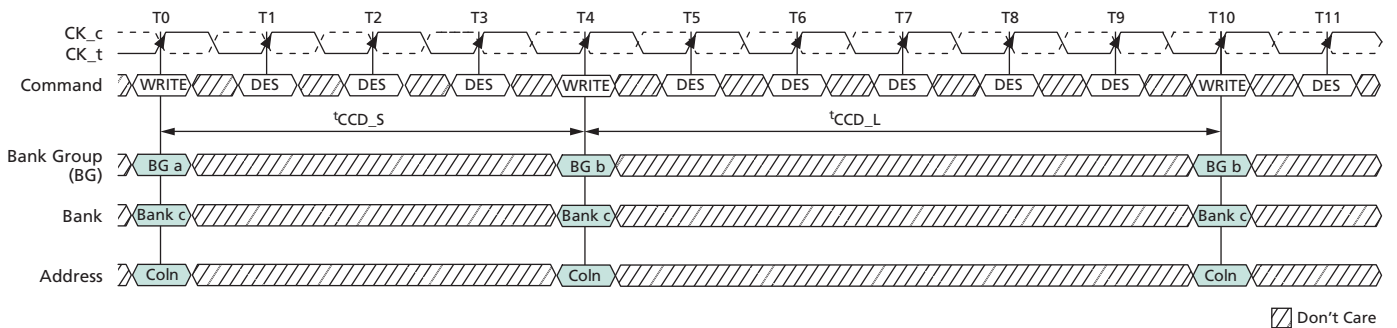 T0 T1 T2 T3 T4 T5 T6 T7 T8 T9 T10 T11
CK_c
CK_t
Command WRITE DES DES DES WRITE DES DES DES DES DES WRITE DES
tCCD_S tCCD_L
Bank Group
(BG) BG a BG b BG b
Bank Bank c Bank c Bank c
Address Coln Coln Coln
Don't Care